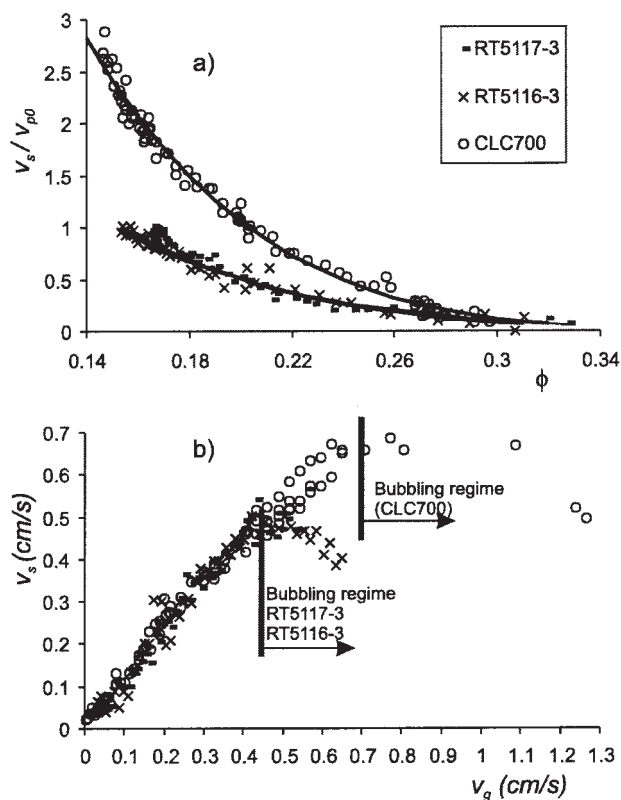 a)
RT5117-3
RT5116-3
CLC700
3
2.5
2
1.5
1
0.5
0
v_s / v_p0
0.14
0.18
0.22
0.26
0.3
0.34
ϕ
b)
0.7
0.6
0.5
0.4
0.3
0.2
0.1
0
v_s (cm/s)
Bubbling regime
(CLC700)
Bubbling regime
RT5117-3
RT5116-3
0 0.1 0.2 0.3 0.4 0.5 0.6 0.7 0.8 0.9 1 1.1 1.2 1.3
v_g (cm/s)